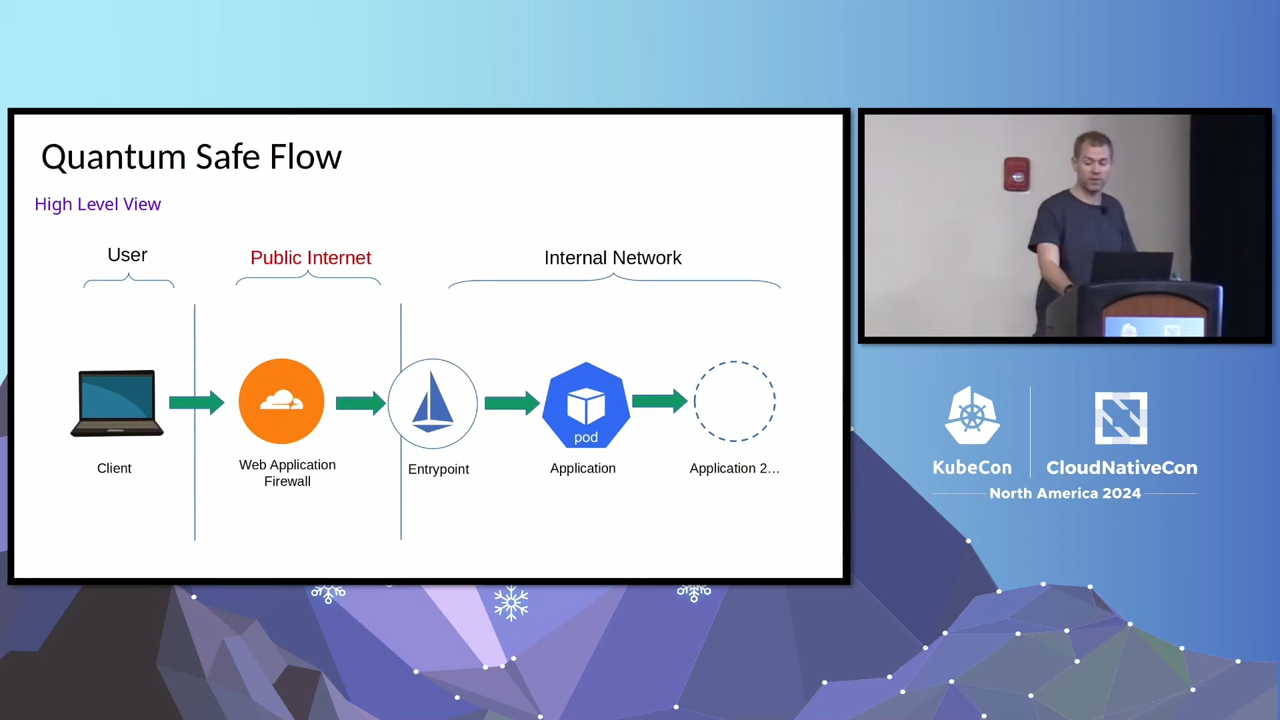 Quantum Safe Flow
High Level View
User
Public Internet
Internal Network
pod
Client
Web Application
Firewall
Entrypoint
Application
Application 2...
KubeCon
CloudNativeCon
North America 2024